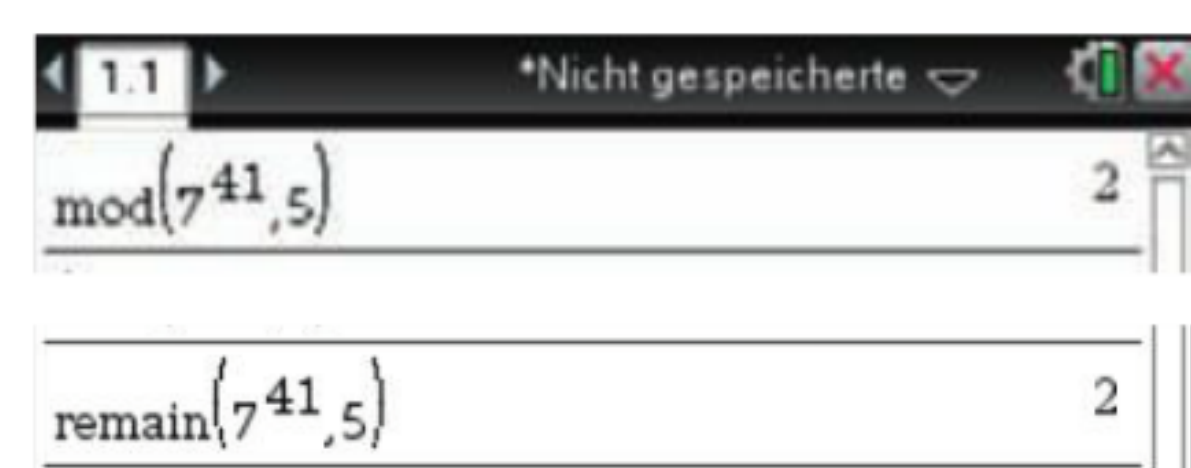 1.1 *Nicht gespeicherte
mod(7^41,5) 2
remain(7^41,5) 2